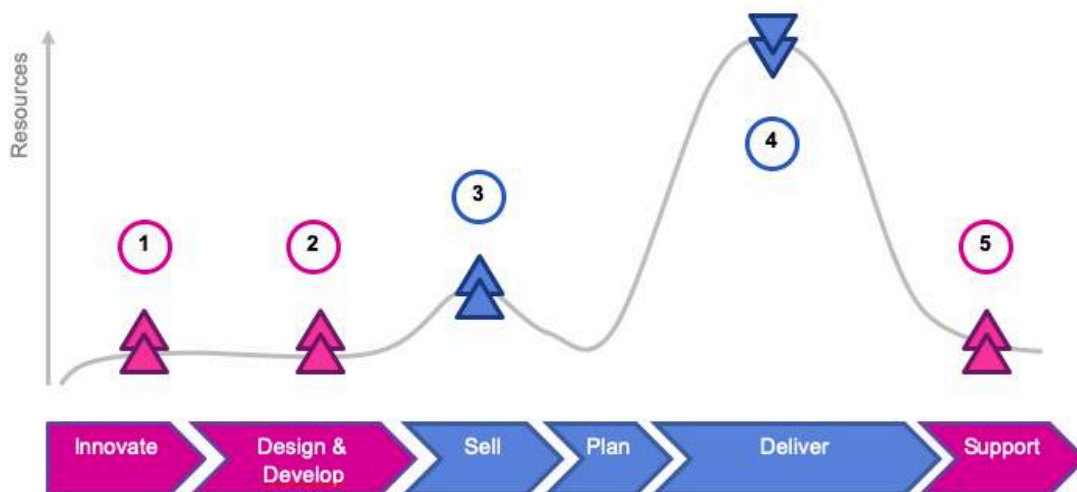 Resources
1
2
3
4
5
Innovate
Design &
Develop
Sell
Plan
Deliver
Support